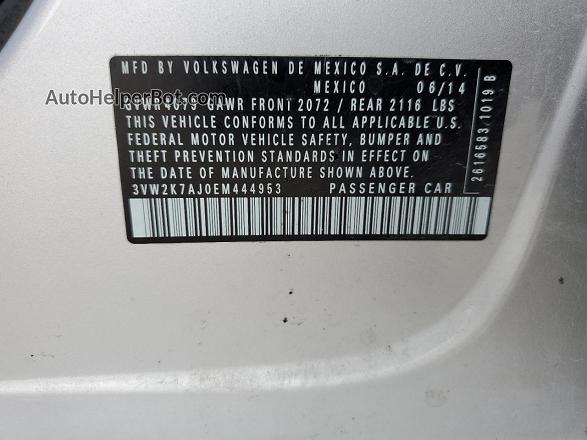 MFD BY VOLKSWAGEN DE MEXICO S.A. DE C.V.
MEXICO 06/14
GAWR FRONT 2072 / REAR 2116 LBS
THIS VEHICLE CONFORMS TO ALL APPLICABLE
FEDERAL MOTOR VEHICLE SAFETY, BUMPER AND
THEFT PREVENTION STANDARDS IN EFFECT ON
THE DATE OF MANUFACTURE SHOWN ABOVE.
3VW2K7AJ0EM444953 PASSENGER CAR
2616583.1019 B
AutoHelperBot.com